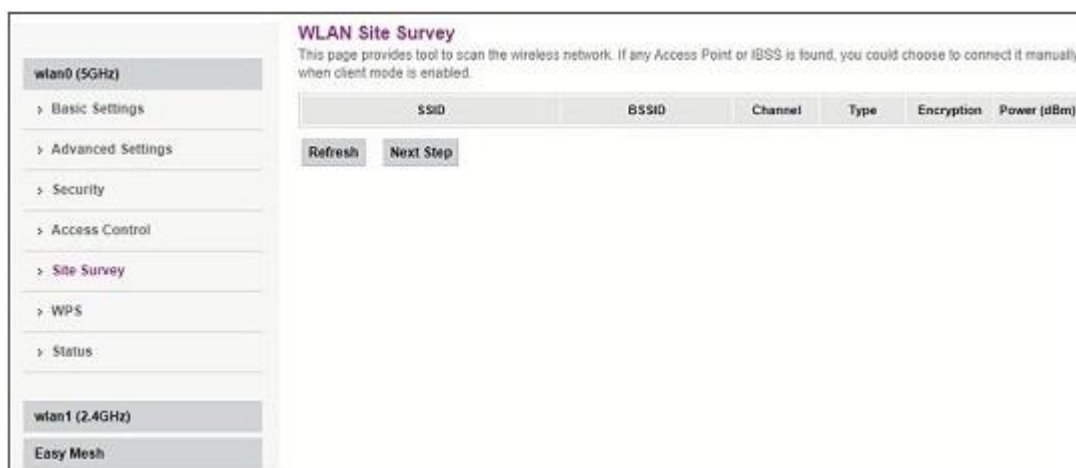 WLAN Site Survey
This page provides tool to scan the wireless network. If any Access Point or IBSS is found, you could choose to connect it manually
when client mode is enabled.
wlan0 (5GHz)
Basic Settings
Advanced Settings
Security
Access Control
Site Survey
WPS
Status
wlan1 (2.4GHz)
Easy Mesh
SSID BSSID Channel Type Encryption Power (dBm)
Refresh Next Step